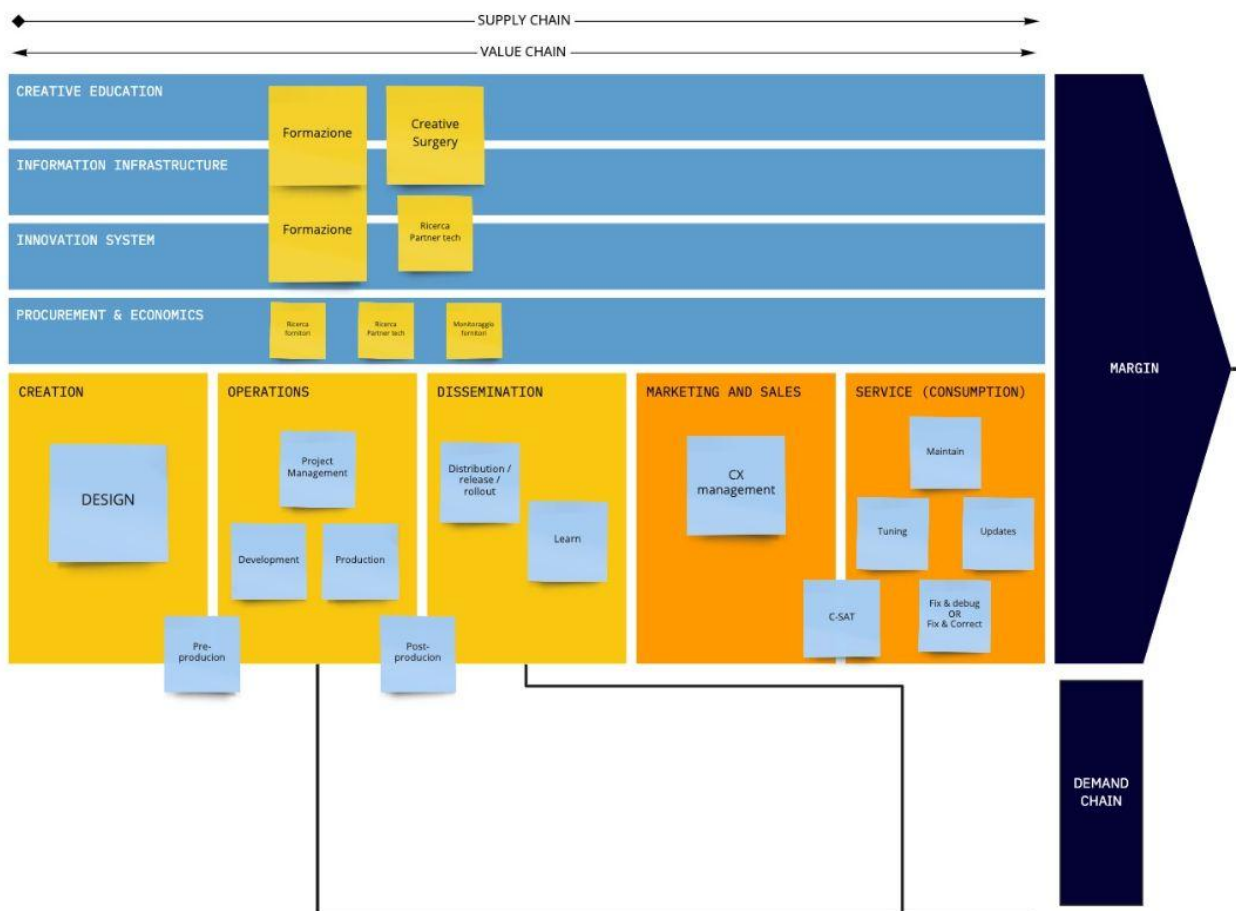 SUPPLY CHAIN
VALUE CHAIN
CREATIVE EDUCATION
Formazione
Creative
Surgery
INFORMATION INFRASTRUCTURE
INNOVATION SYSTEM
Formazione
Ricerca
Partner tech
PROCUREMENT & ECONOMICS
Ricerca
fornitori
Ricerca
Partner tech
Monitoraggio
fornitori
MARGIN
CREATION
DESIGN
Pre-
producion
OPERATIONS
Project
Management
Development
Production
Post-
producion
DISSEMINATION
Distribution /
release /
rollout
Learn
MARKETING AND SALES
CX
management
C-SAT
SERVICE (CONSUMPTION)
Maintain
Tuning
Updates
Fix & debug
OR
Fix & Correct
DEMAND
CHAIN